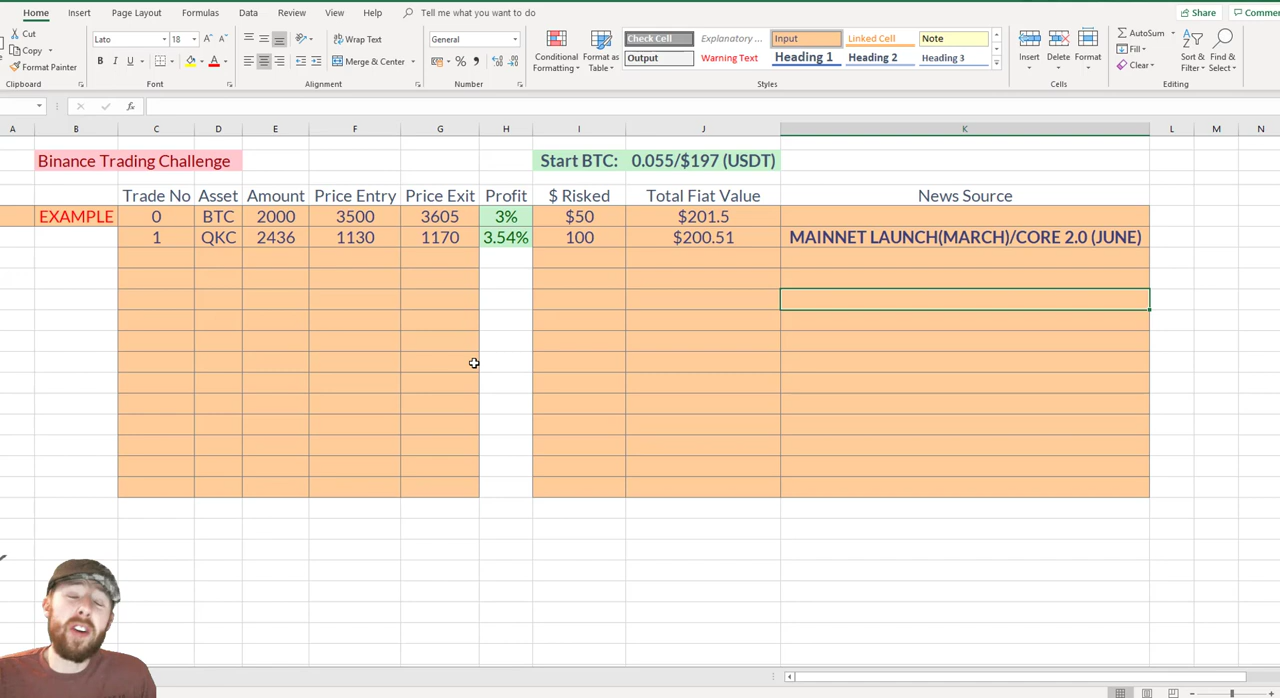 Home Insert Page Layout Formulas Data Review View Help Tell me what you want to do Share
Cut Lato 18 Wrap Text General Check Cell Explanatory ... Input Linked Cell Note AutoSum
Copy Conditional Format as Insert Delete Format Fill Sort & Find &
Format Painter B I U Merge & Center % Formatting Table Output Warning Text Heading 1 Heading 2 Heading 3 Clear Filter Select
Clipboard Font Alignment Number Styles Cells Editing
fx
A B C D E F G H I J K L M N
Binance Trading Challenge Start BTC: 0.055/$197 (USDT)
Trade No Asset Amount Price Entry Price Exit Profit $ Risked Total Fiat Value News Source
EXAMPLE 0 BTC 2000 3500 3605 3% $50 $201.5
1 QKC 2436 1130 1170 3.54% 100 $200.51 MAINNET LAUNCH(MARCH)/CORE 2.0 (JUNE)